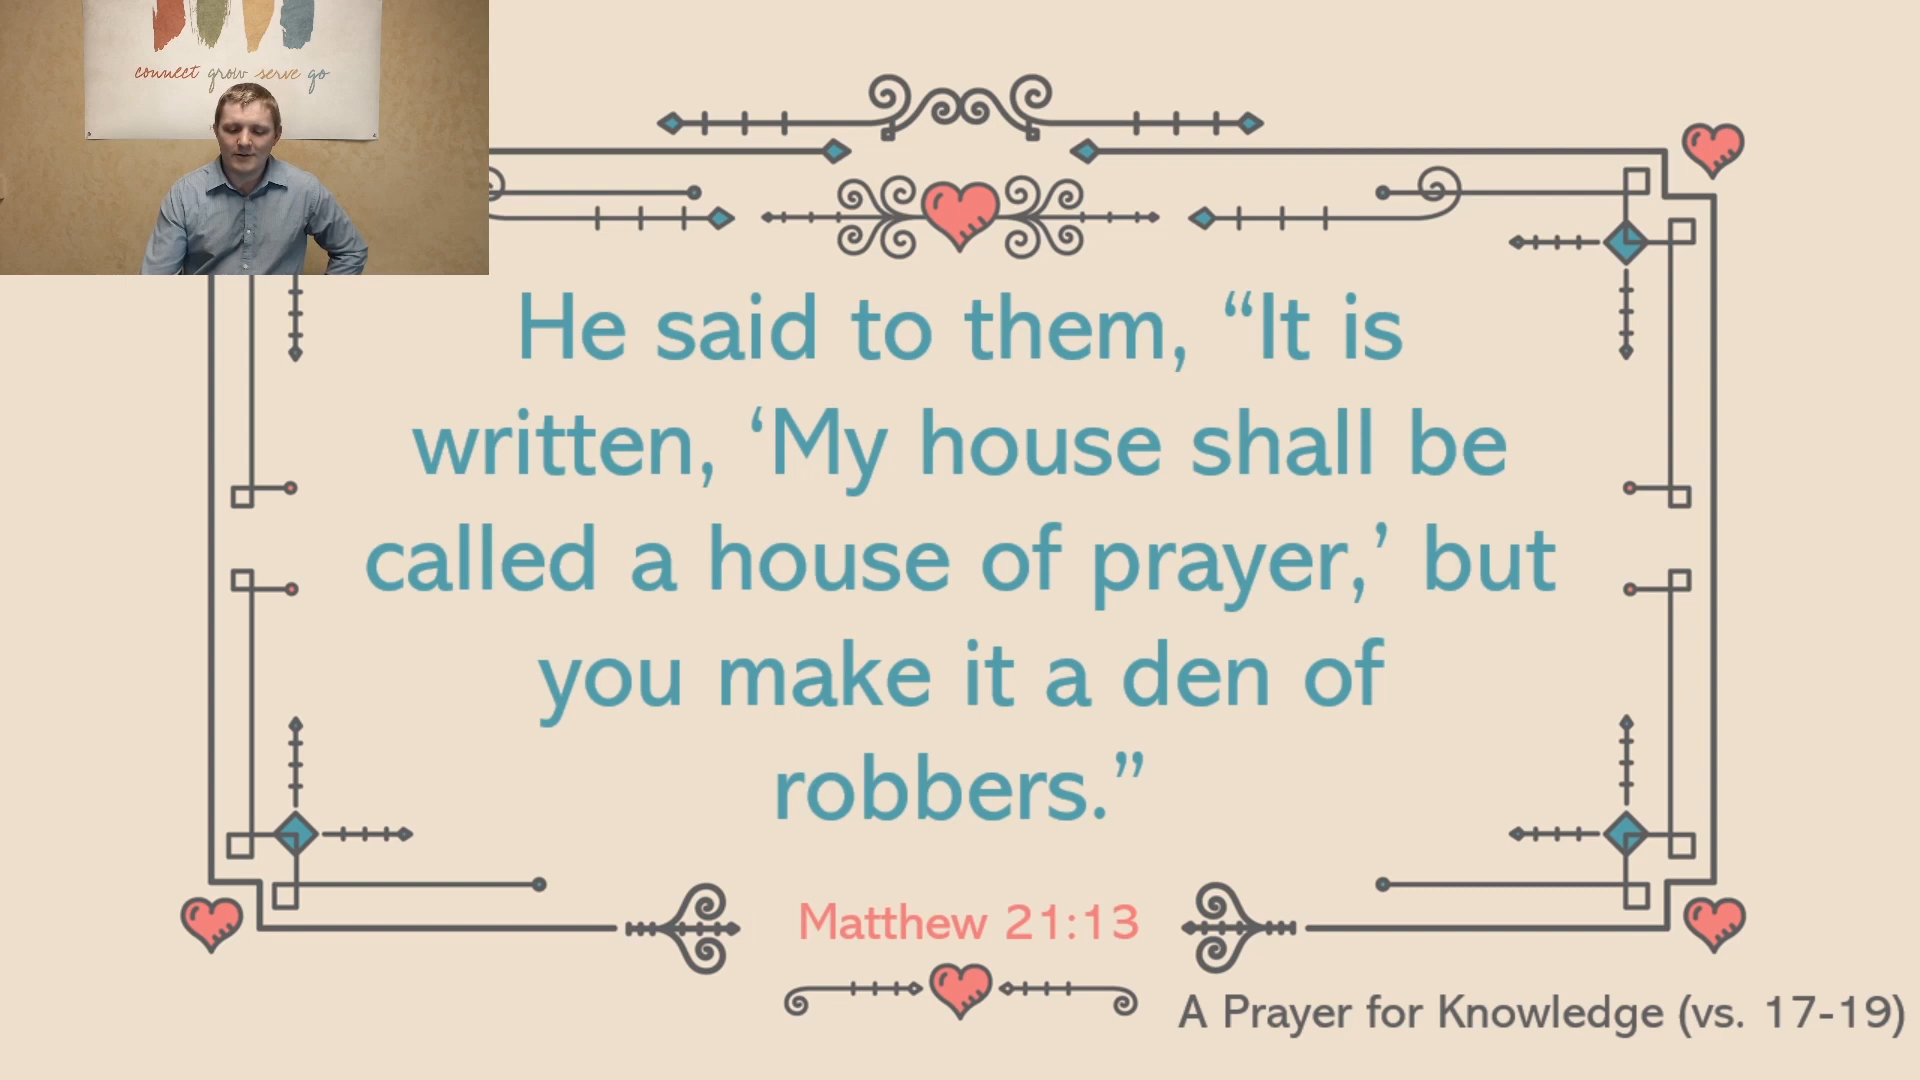 connect grow serve go
He said to them, “It is
written, ‘My house shall be
called a house of prayer,’ but
you make it a den of
robbers.”
Matthew 21:13
A Prayer for Knowledge (vs. 17-19)